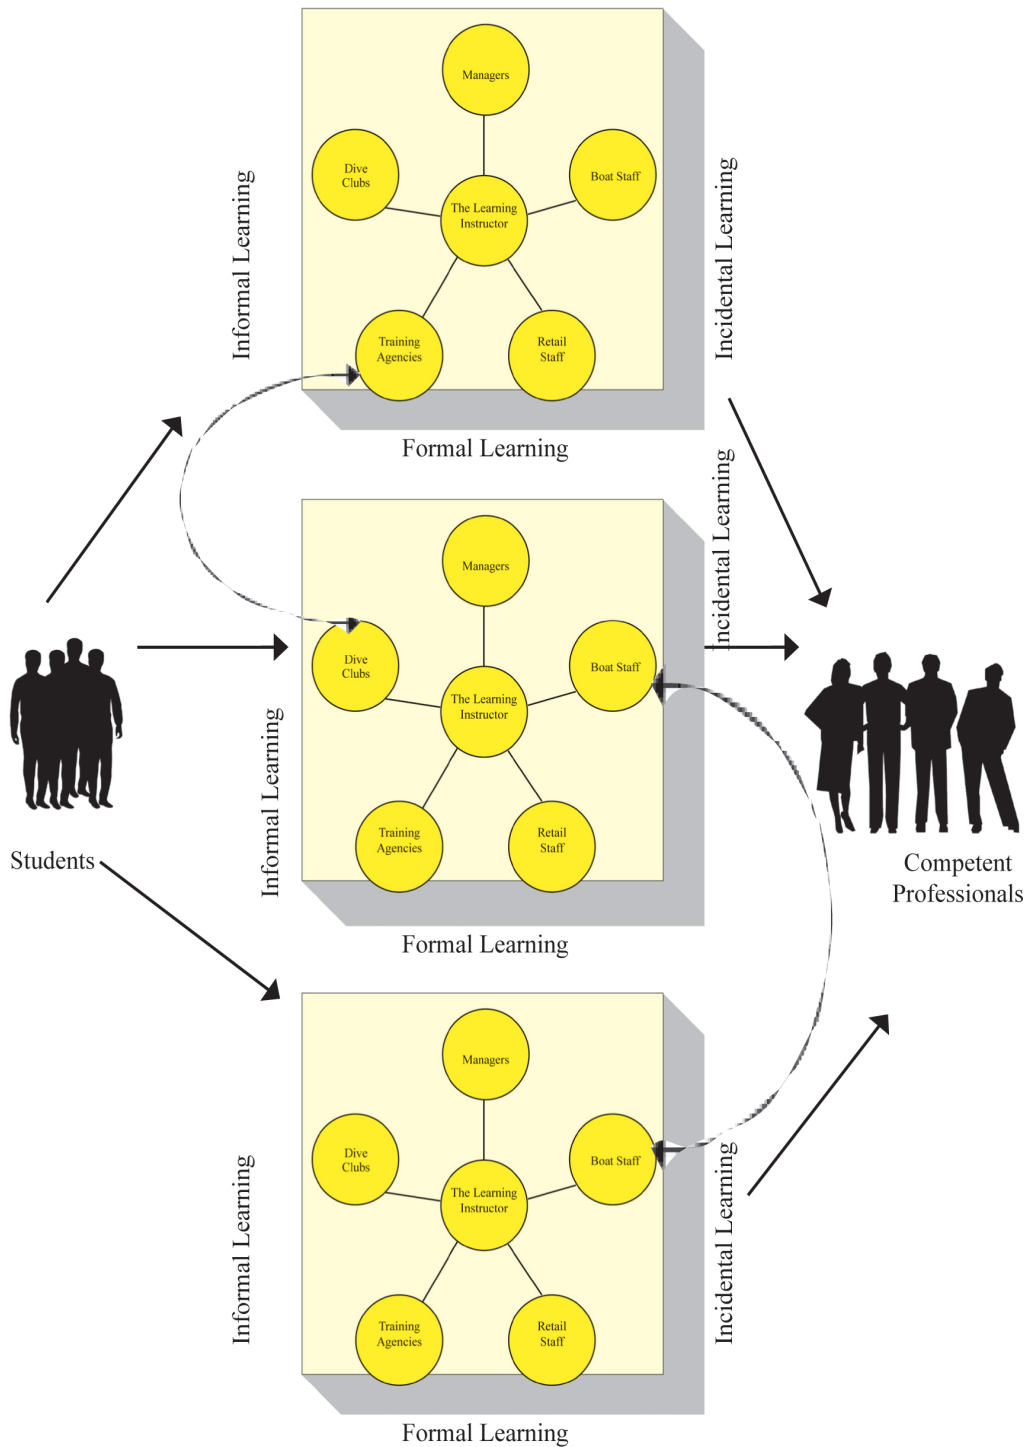 Managers
Dive
Clubs
Boat Staff
The Learning
Instructor
Training
Agencies
Retail
Staff
Informal Learning
Incidental Learning
Formal Learning
Managers
Dive
Clubs
Boat Staff
The Learning
Instructor
Training
Agencies
Retail
Staff
Informal Learning
Incidental Learning
Formal Learning
Students
Competent
Professionals
Managers
Dive
Clubs
Boat Staff
The Learning
Instructor
Training
Agencies
Retail
Staff
Informal Learning
Incidental Learning
Formal Learning